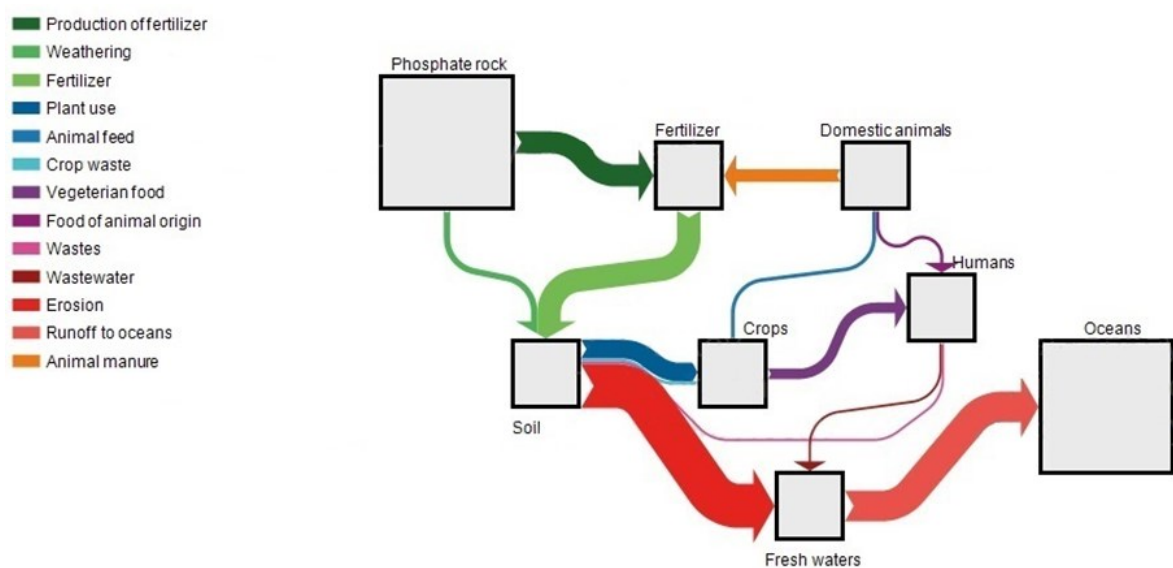 Production of fertilizer
Weathering
Fertilizer
Plant use
Animal feed
Crop waste
Vegeterian food
Food of animal origin
Wastes
Wastewater
Erosion
Runoff to oceans
Animal manure
Phosphate rock
Fertilizer
Domestic animals
Humans
Crops
Oceans
Soil
Fresh waters